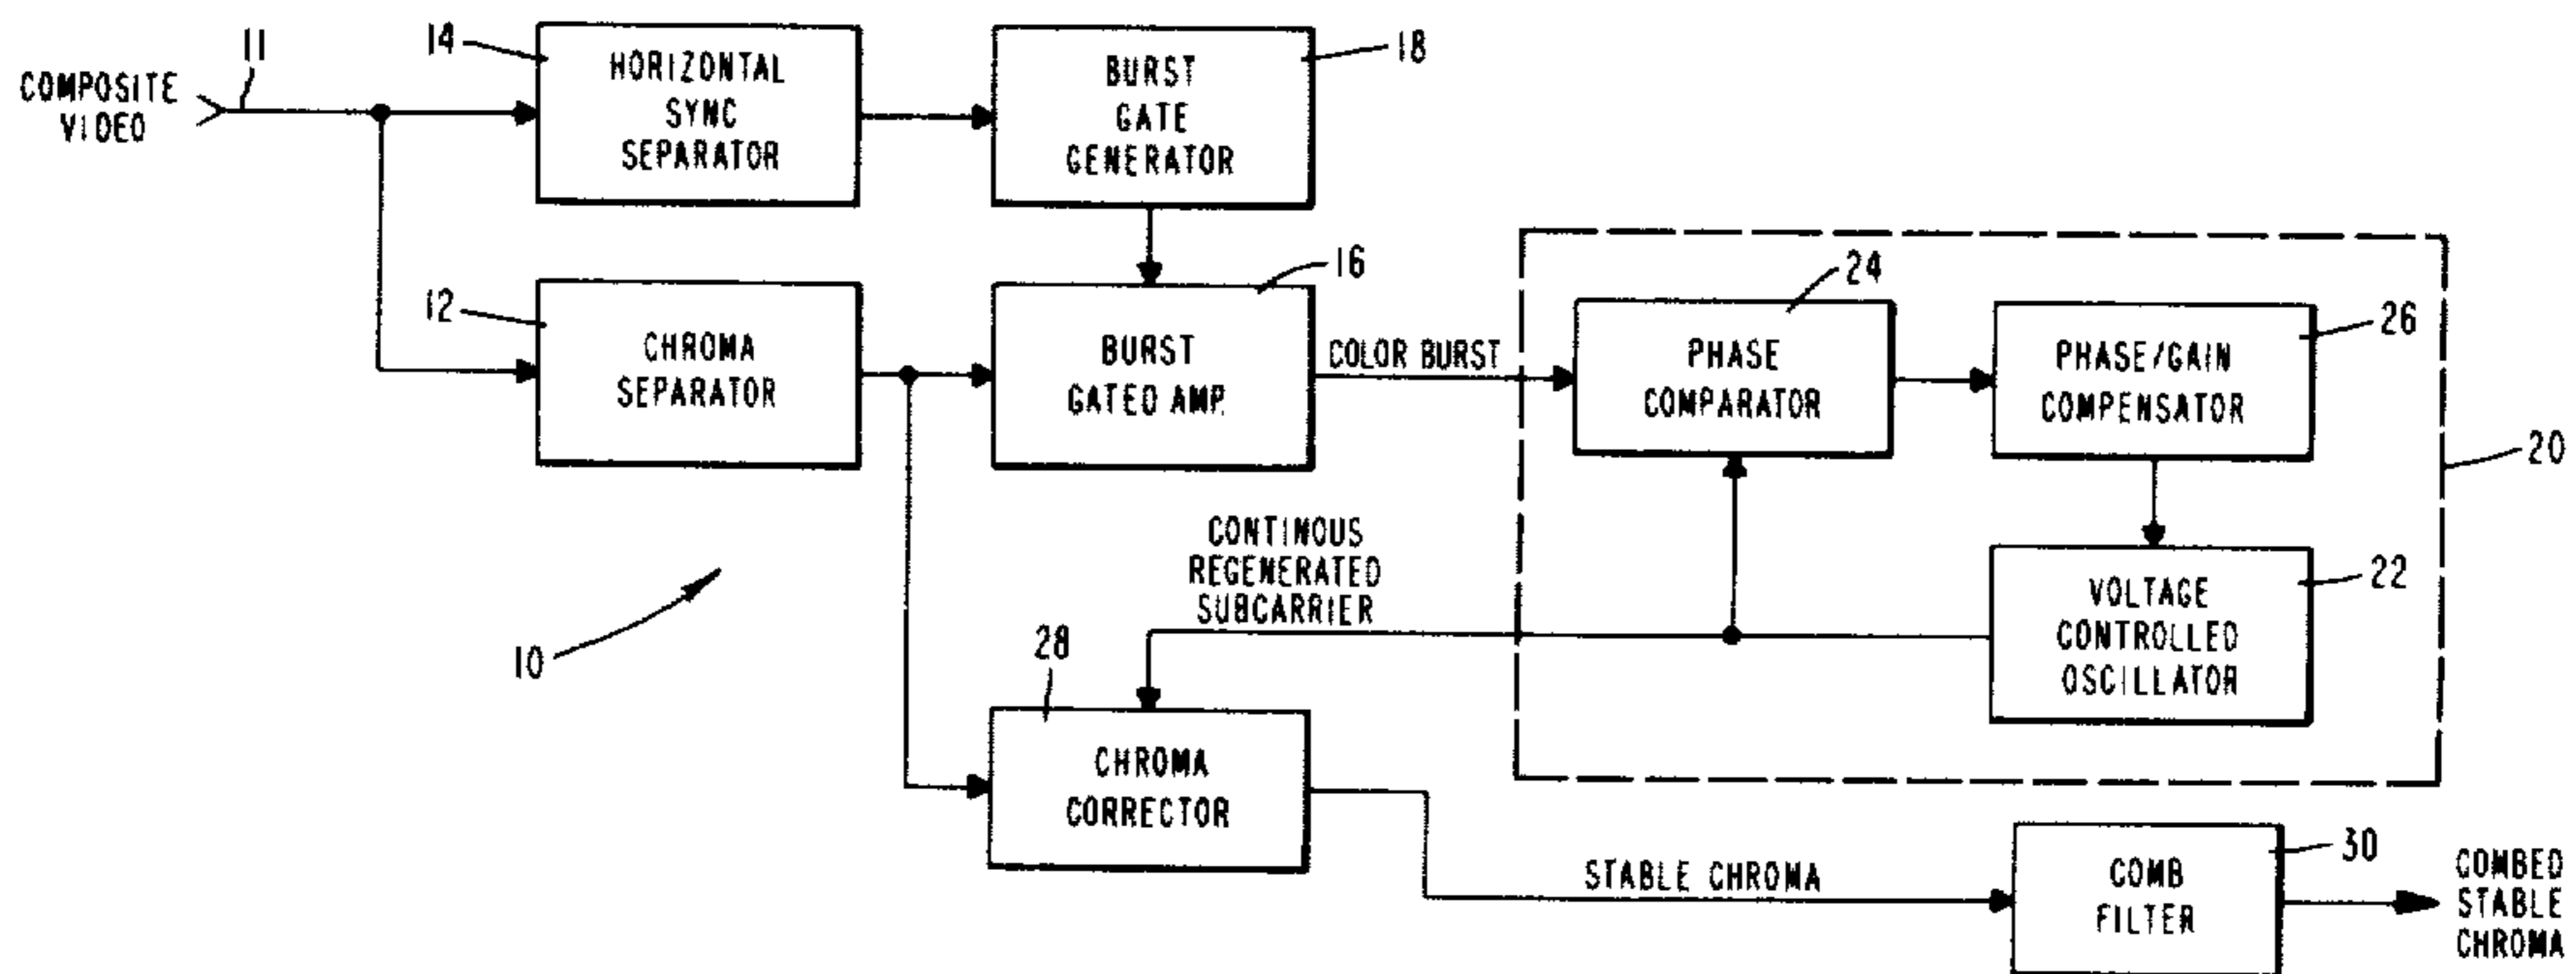 COMPOSITE
VIDEO
11
14
HORIZONTAL
SYNC
SEPARATOR
BURST
GATE
GENERATOR
18
12
CHROMA
SEPARATOR
BURST
GATED AMP.
16
COLOR BURST
24
PHASE
COMPARATOR
PHASE/GAIN
COMPENSATOR
26
20
VOLTAGE
CONTROLLED
OSCILLATOR
22
CONTINOUS
REGENERATED
SUBCARRIER
10
28
CHROMA
CORRECTOR
STABLE CHROMA
COMB
FILTER
30
COMBED
STABLE
CHROMA